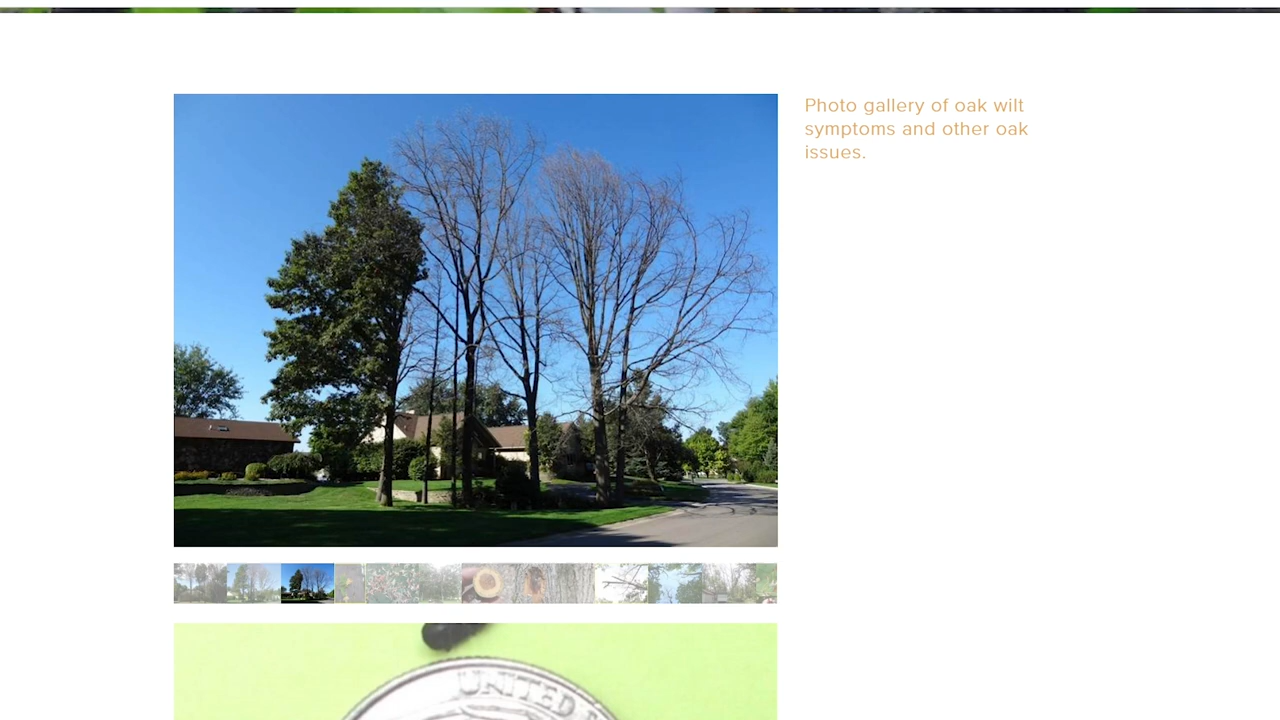 Photo gallery of oak wilt
symptoms and other oak
issues.
UNITED